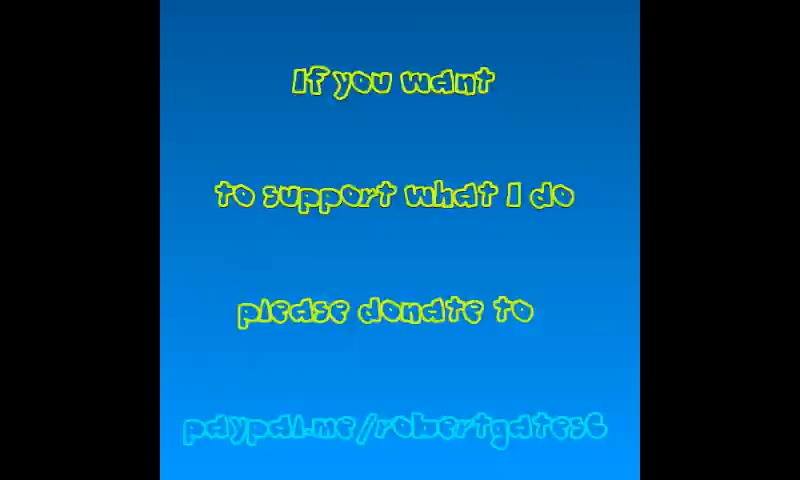 If you want
to support what I do
please donate to
paypal.me/robertgates6